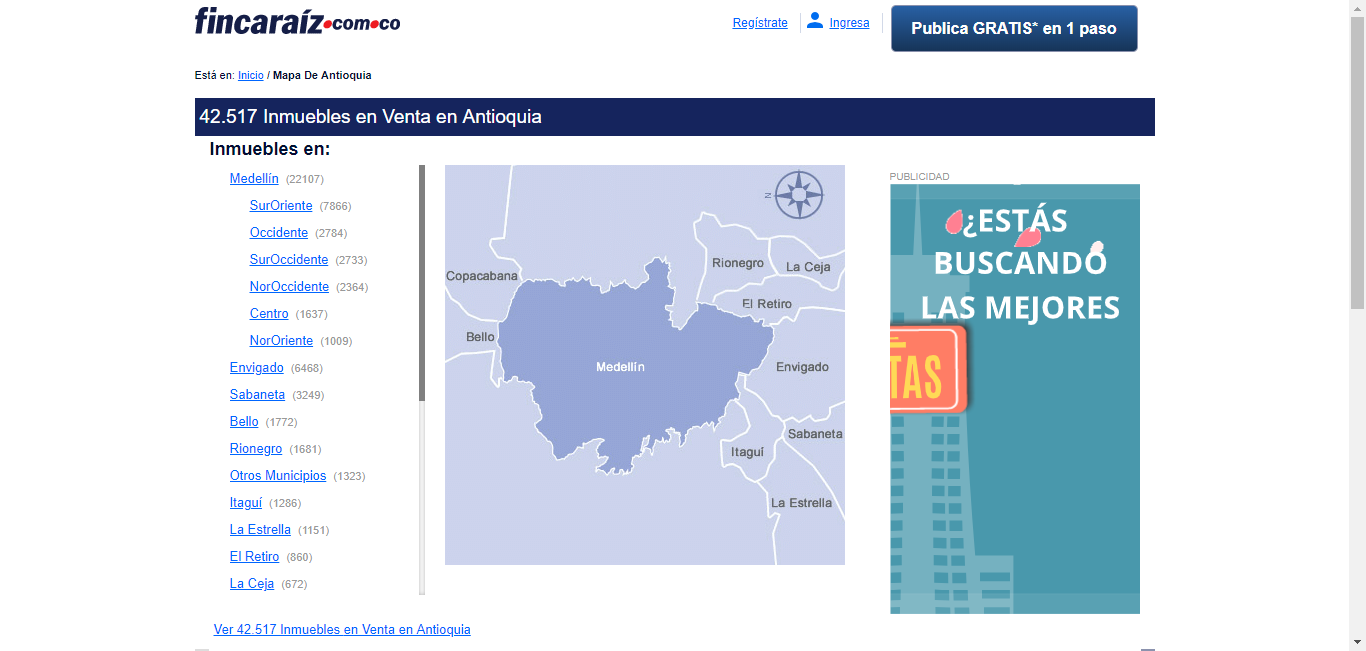 fincaraíz.com.co
Regístrate
Ingresa
Publica GRATIS* en 1 paso
Está en: Inicio / Mapa De Antioquia
42.517 Inmuebles en Venta en Antioquia
Inmuebles en:
Medellín (22107)
SurOriente (7866)
Occidente (2784)
SurOccidente (2733)
NorOccidente (2364)
Centro (1637)
NorOriente (1009)
Envigado (6468)
Sabaneta (3249)
Bello (1772)
Rionegro (1681)
Otros Municipios (1323)
Itaguí (1286)
La Estrella (1151)
El Retiro (860)
La Ceja (672)
Ver 42.517 Inmuebles en Venta en Antioquia
N
Copacabana
Rionegro
La Ceja
El Retiro
Bello
Medellín
Envigado
Sabaneta
Itaguí
La Estrella
PUBLICIDAD
¿ESTÁS
BUSCANDO
LAS MEJORES
TAS